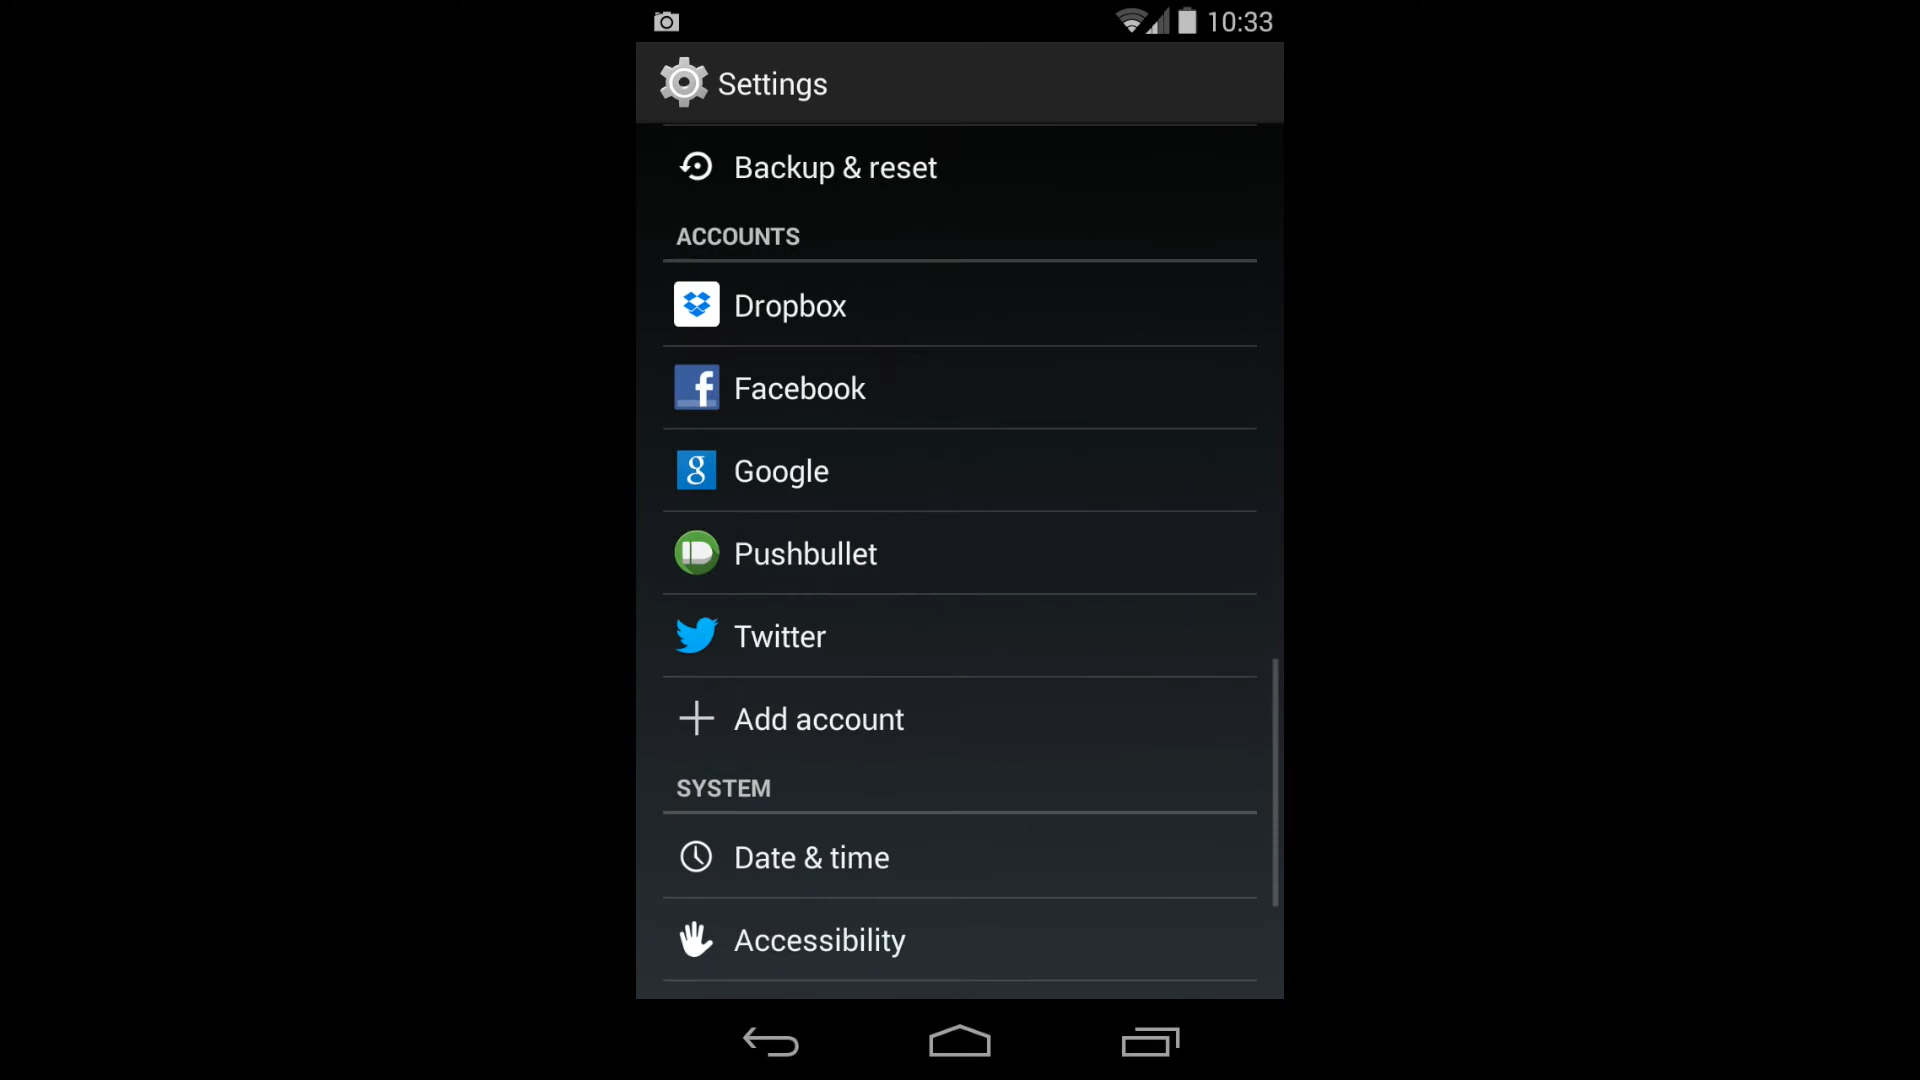 10:33
Settings
Backup & reset
ACCOUNTS
Dropbox
Facebook
Google
Pushbullet
Twitter
Add account
SYSTEM
Date & time
Accessibility